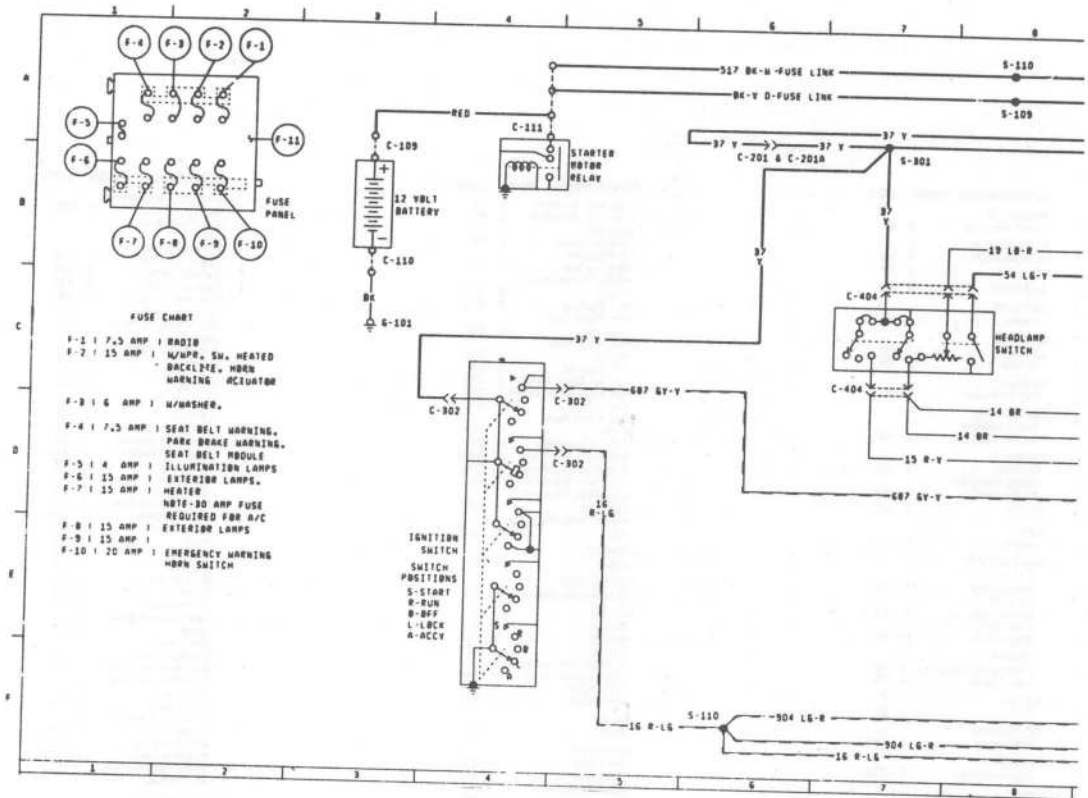 1 2 3 4 5 6 7 8
A
B
C
D
E
F
F-4 F-3 F-2 F-1
F-5
F-11
F-6
FUSE
PANEL
F-7 F-8 F-9 F-10
FUSE CHART
F-1 ( 7.5 AMP ) RADIO
F-2 ( 15 AMP ) W/WPR. SW. HEATED
BACKLITE. HORN
WARNING ACTUATOR
F-3 ( 6 AMP ) W/WASHER.
F-4 ( 7.5 AMP ) SEAT BELT WARNING.
PARK BRAKE WARNING.
SEAT BELT MODULE
F-5 ( 4 AMP ) ILLUMINATION LAMPS
F-6 ( 15 AMP ) EXTERIOR LAMPS.
F-7 ( 15 AMP ) HEATER
NOTE-30 AMP FUSE
REQUIRED FOR A/C
F-8 ( 15 AMP ) EXTERIOR LAMPS
F-9 ( 15 AMP )
F-10 ( 20 AMP ) EMERGENCY WARNING
HORN SWITCH
RED
C-109
+
12 VOLT
BATTERY
-
C-110
BK
G-101
C-111
STARTER
MOTOR
RELAY
517 BK-W-FUSE LINK
S-110
BK-Y D-FUSE LINK
S-109
37 Y
37 Y
37 Y
C-201 & C-201A
S-301
37
Y
37
Y
19 LB-R
54 LG-Y
C-404
HEADLAMP
SWITCH
C-404
14 BR
14 BR
15 R-Y
37 Y
C-302
C-302
687 GY-Y
C-302
687 GY-Y
16
R-LG
IGNITION
SWITCH
SWITCH
POSITIONS
S-START
R-RUN
O-OFF
L-LOCK
A-ACCY
S
R
O
L
A
16 R-LG
S-110
904 LG-R
904 LG-R
16 R-LG
1 2 3 4 5 6 7 8